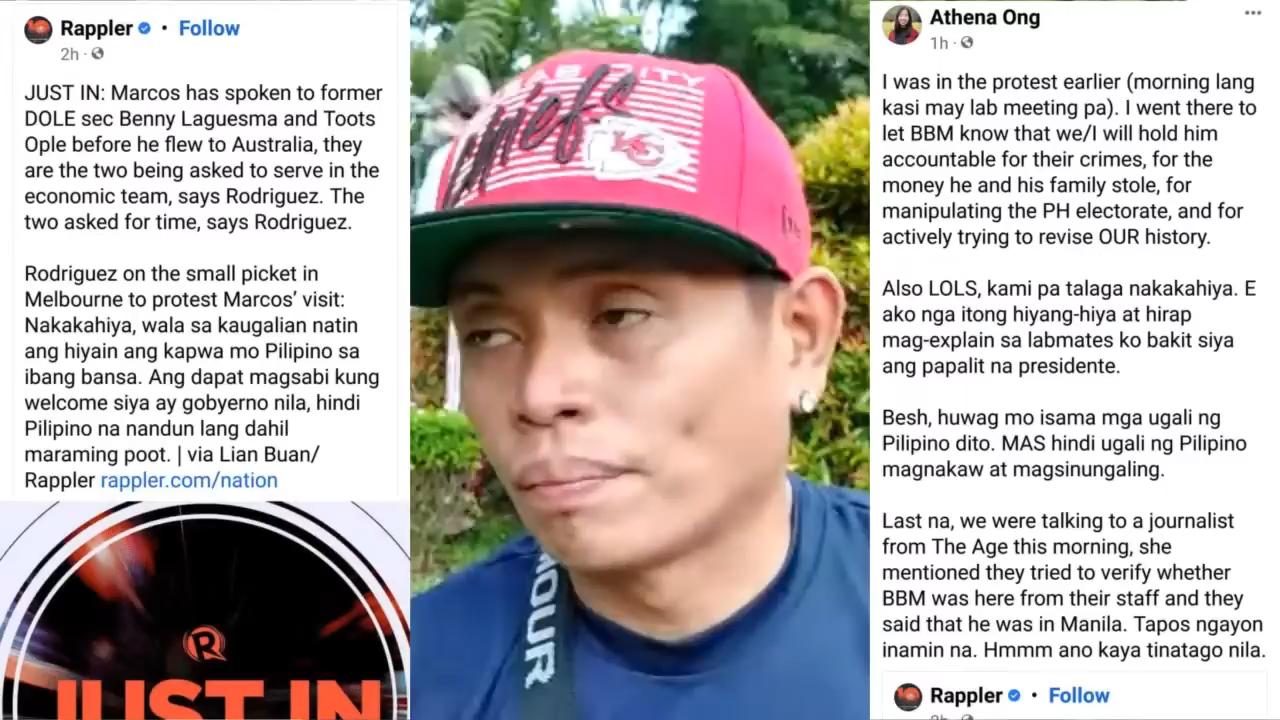 Rappler • Follow
2h
JUST IN: Marcos has spoken to former
DOLE sec Benny Laguesma and Toots
Ople before he flew to Australia, they
are the two being asked to serve in the
economic team, says Rodriguez. The
two asked for time, says Rodriguez.
Rodriguez on the small picket in
Melbourne to protest Marcos' visit:
Nakakahiya, wala sa kaugalian natin
ang hiyain ang kapwa mo Pilipino sa
ibang bansa. Ang dapat magsabi kung
welcome siya ay gobyerno nila, hindi
Pilipino na nandun lang dahil
maraming poot. | via Lian Buan/
Rappler rappler.com/nation
R
JUST IN
CITY
Chiefs
KC
MOUR
Athena Ong
1h
I was in the protest earlier (morning lang
kasi may lab meeting pa). I went there to
let BBM know that we/I will hold him
accountable for their crimes, for the
money he and his family stole, for
manipulating the PH electorate, and for
actively trying to revise OUR history.
Also LOLS, kami pa talaga nakakahiya. E
ako nga itong hiyang-hiya at hirap
mag-explain sa labmates ko bakit siya
ang papalit na presidente.
Besh, huwag mo isama mga ugali ng
Pilipino dito. MAS hindi ugali ng Pilipino
magnakaw at magsinungaling.
Last na, we were talking to a journalist
from The Age this morning, she
mentioned they tried to verify whether
BBM was here from their staff and they
said that he was in Manila. Tapos ngayon
inamin na. Hmmm ano kaya tinatago nila.
Rappler • Follow